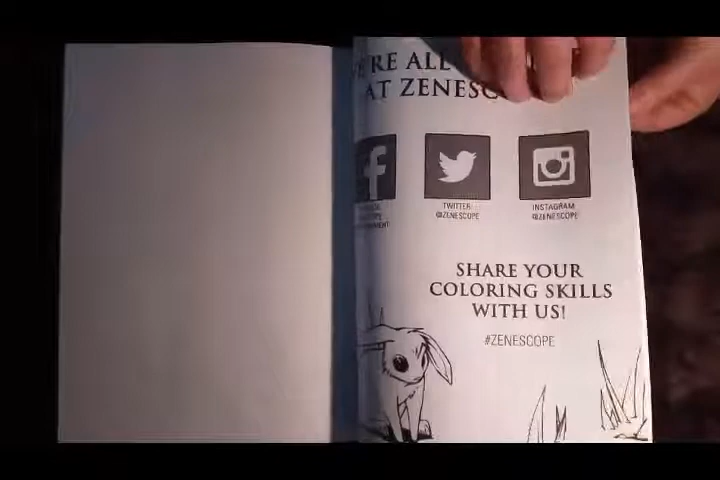 'RE ALL
AT ZENESC
TWITTER
@ZENESCOPE
INSTAGRAM
@ZENESCOPE
SHARE YOUR
COLORING SKILLS
WITH US!
#ZENESCOPE